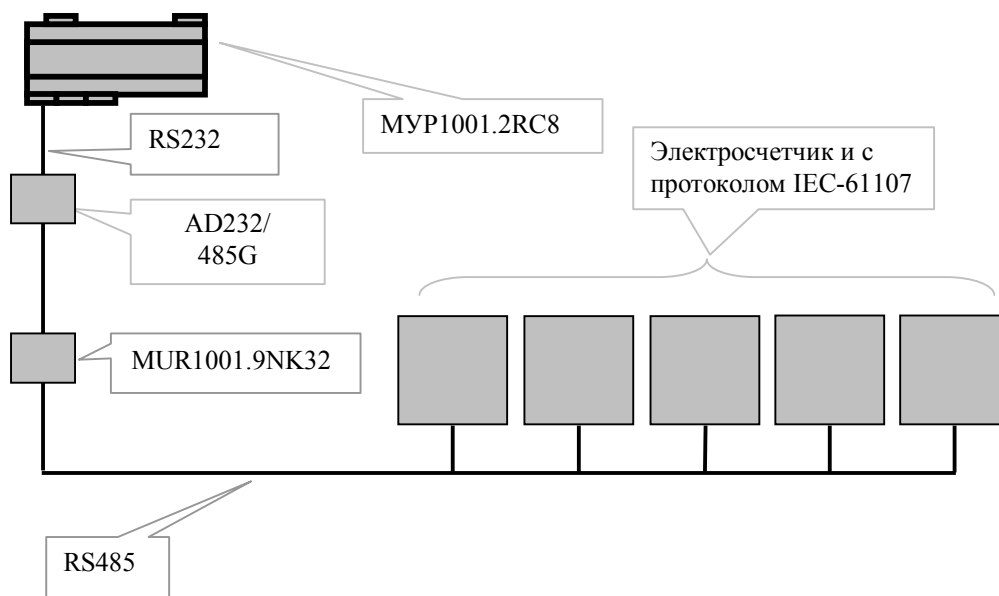 МУР1001.2RC8
RS232
Электросчетчик и с
протоколом IEC-61107
AD232/
485G
MUR1001.9NK32
RS485